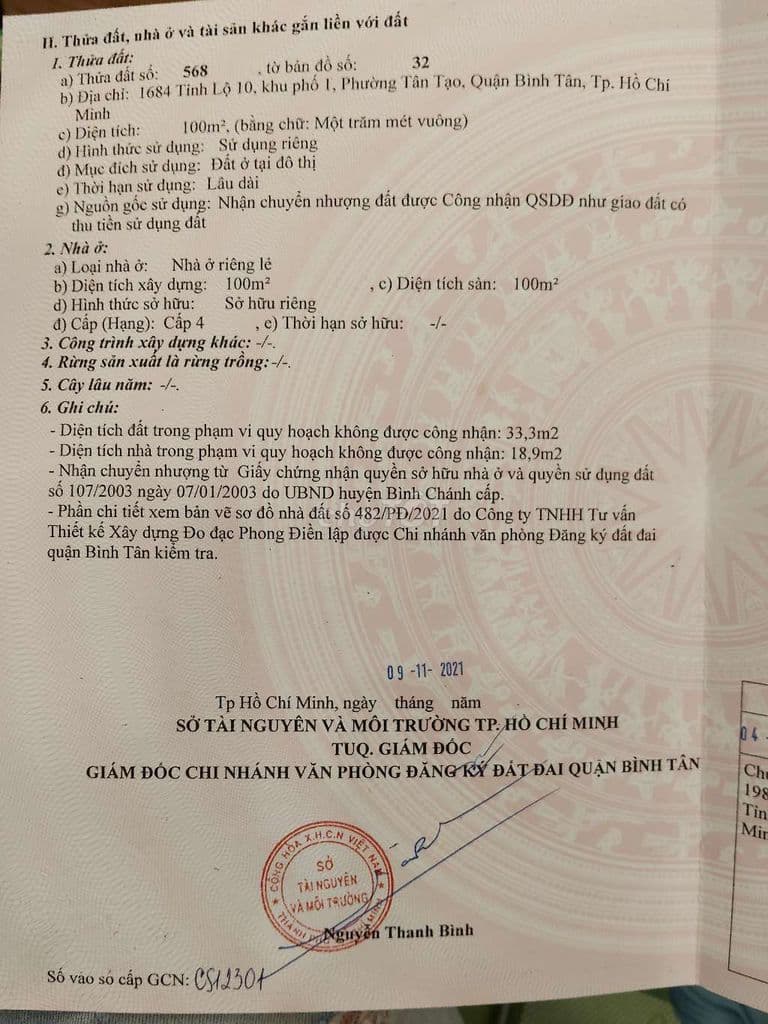 II. Thửa đất, nhà ở và tài sản khác gắn liền với đất
1. Thửa đất:
a) Thửa đất số: 568 , tờ bản đồ số: 32
b) Địa chỉ: 1684 Tỉnh Lộ 10, khu phố 1, Phường Tân Tạo, Quận Bình Tân, Tp. Hồ Chí
Minh
c) Diện tích: 100m², (bằng chữ: Một trăm mét vuông)
d) Hình thức sử dụng: Sử dụng riêng
đ) Mục đích sử dụng: Đất ở tại đô thị
e) Thời hạn sử dụng: Lâu dài
g) Nguồn gốc sử dụng: Nhận chuyển nhượng đất được Công nhận QSDĐ như giao đất có
thu tiền sử dụng đất
2. Nhà ở:
a) Loại nhà ở: Nhà ở riêng lẻ
b) Diện tích xây dựng: 100m² , c) Diện tích sàn: 100m²
d) Hình thức sở hữu: Sở hữu riêng
đ) Cấp (Hạng): Cấp 4 , e) Thời hạn sở hữu: -/-
3. Công trình xây dựng khác: -/-.
4. Rừng sản xuất là rừng trồng: -/-.
5. Cây lâu năm: -/-.
6. Ghi chú:
- Diện tích đất trong phạm vi quy hoạch không được công nhận: 33,3m2
- Diện tích nhà trong phạm vi quy hoạch không được công nhận: 18,9m2
- Nhận chuyển nhượng từ Giấy chứng nhận quyền sở hữu nhà ở và quyền sử dụng đất
số 107/2003 ngày 07/01/2003 do UBND huyện Bình Chánh cấp.
- Phần chi tiết xem bản vẽ sơ đồ nhà đất số 482/PĐ/2021 do Công ty TNHH Tư vấn
Thiết kế Xây dựng Đo đạc Phong Điền lập được Chi nhánh văn phòng Đăng ký đất đai
quận Bình Tân kiểm tra.
09-11-2021
Tp Hồ Chí Minh, ngày tháng năm
SỞ TÀI NGUYÊN VÀ MÔI TRƯỜNG TP. HỒ CHÍ MINH
TUQ. GIÁM ĐỐC
GIÁM ĐỐC CHI NHÁNH VĂN PHÒNG ĐĂNG KÝ ĐẤT ĐAI QUẬN BÌNH TÂN
CỘNG HÒA X.H.C.N VIỆT NAM
SỞ
TÀI NGUYÊN
VÀ MÔI TRƯỜNG
THÀNH PHỐ HỒ CHÍ MINH
Nguyễn Thanh Bình
Số vào sổ cấp GCN: CS12301
04
198
Tỉn
Min